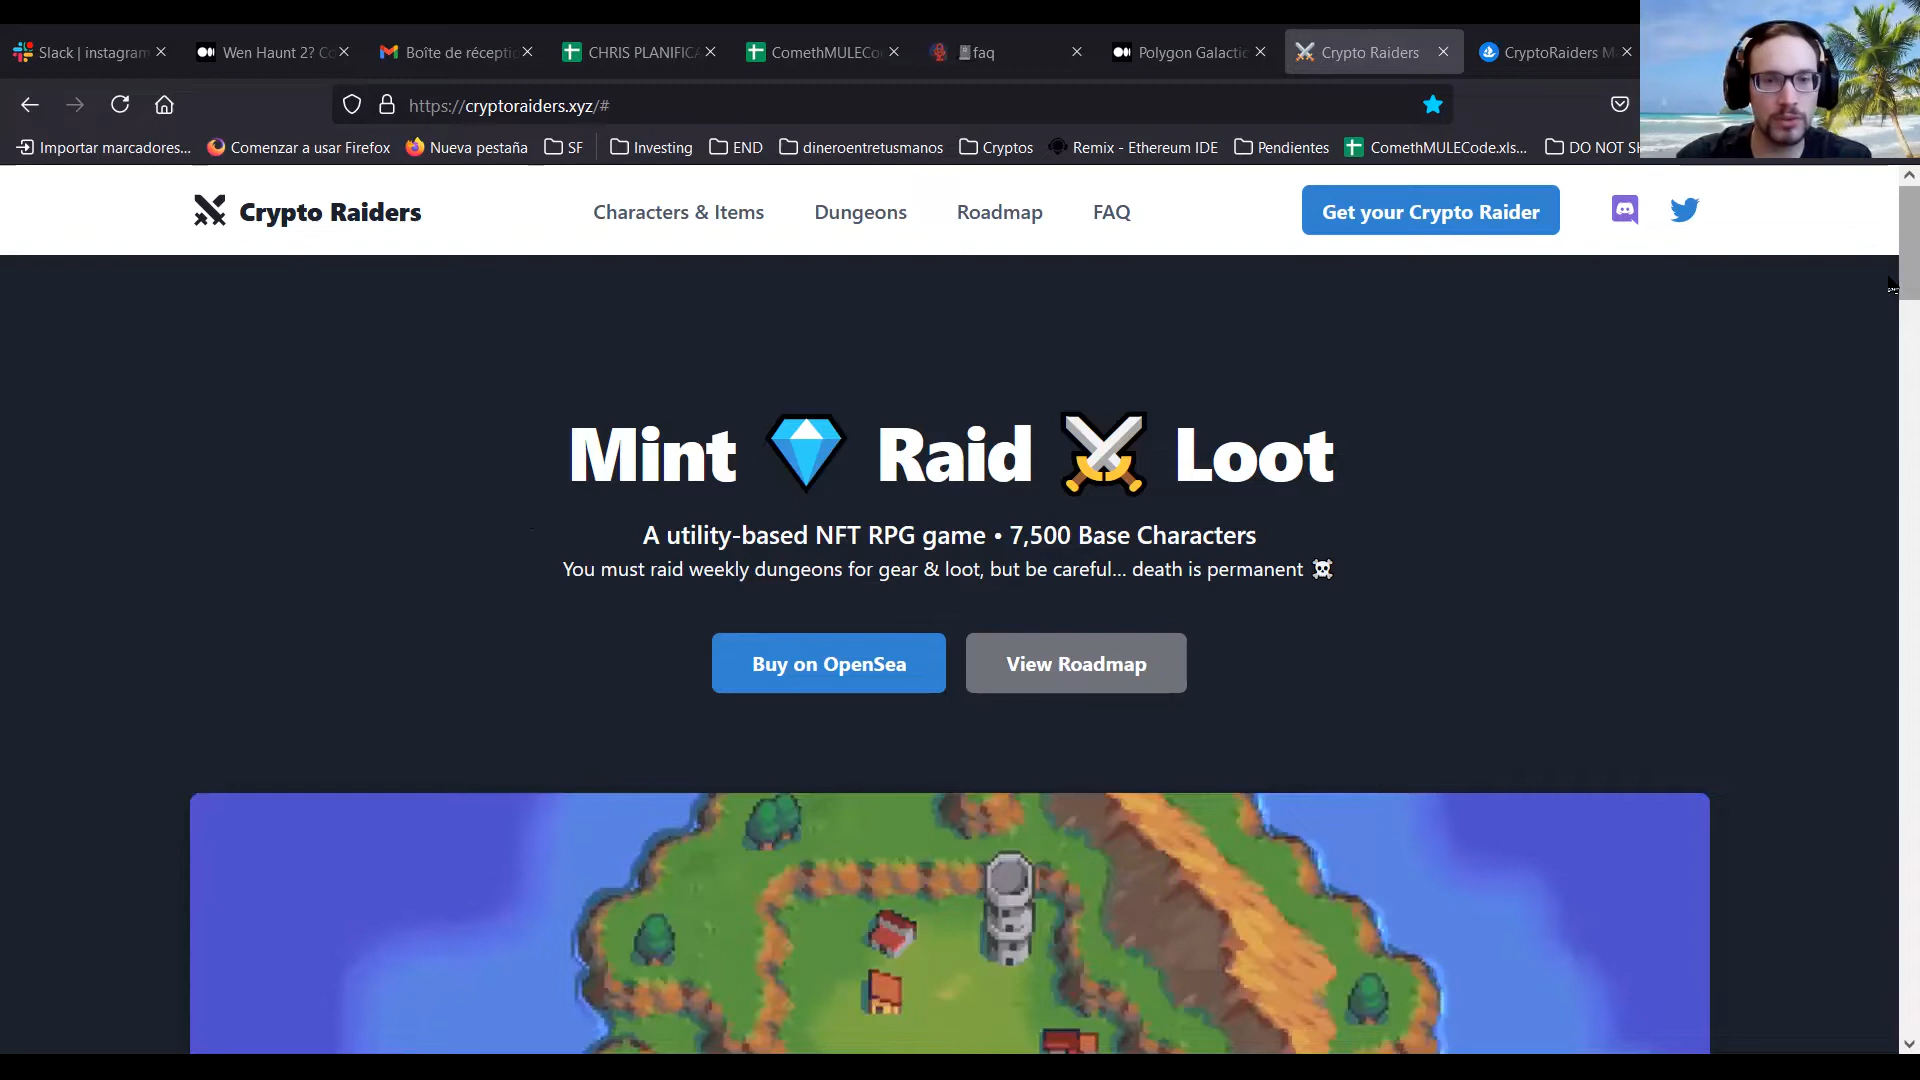 Slack | instagram
Wen Haunt 2? Co
Boîte de récepti
CHRIS PLANIFICA
ComethMULECo
faq
Polygon Galactic
Crypto Raiders
CryptoRaiders M
https://cryptoraiders.xyz/#
Importar marcadores...
Comenzar a usar Firefox
Nueva pestaña
SF
Investing
END
dineroentretusmanos
Cryptos
Remix - Ethereum IDE
Pendientes
ComethMULECode.xls...
DO NOT SH
Crypto Raiders
Characters & Items
Dungeons
Roadmap
FAQ
Get your Crypto Raider
Mint 💎 Raid ⚔️ Loot
A utility-based NFT RPG game • 7,500 Base Characters
You must raid weekly dungeons for gear & loot, but be careful... death is permanent ☠️
Buy on OpenSea
View Roadmap